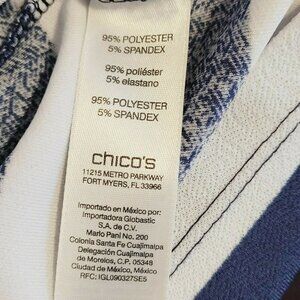 95% POLYESTER
5% SPANDEX
95% poliéster
5% elastano
95% POLYESTER
5% SPANDEX
chico's
11215 METRO PARKWAY
FORT MYERS, FL 33966
Importado en México por:
Importadora Globastic
S.A. de C.V.
Mario Pani No. 200
Colonia Santa Fe Cuajimalpa
Delegación Cuajimalpa
de Morelos, C.P. 05348
Ciudad de México, México
RFC: IGL090327SE5